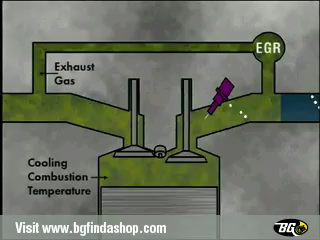 EGR
Exhaust
Gas
Cooling
Combustion
Temperature
Visit www.bgfindashop.com
BG